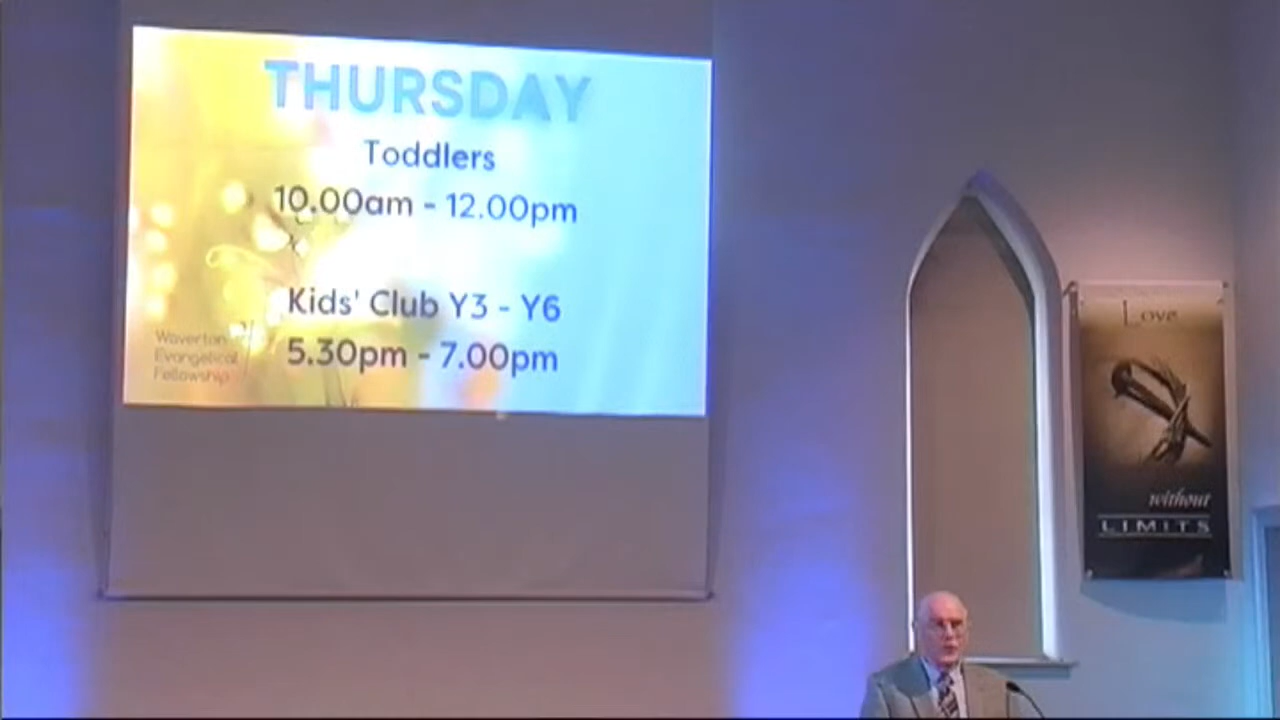 THURSDAY
Toddlers
10.00am - 12.00pm
Kids' Club Y3 - Y6
5.30pm - 7.00pm
Waverton
Evangelical
Fellowship
Love
without
LIMITS